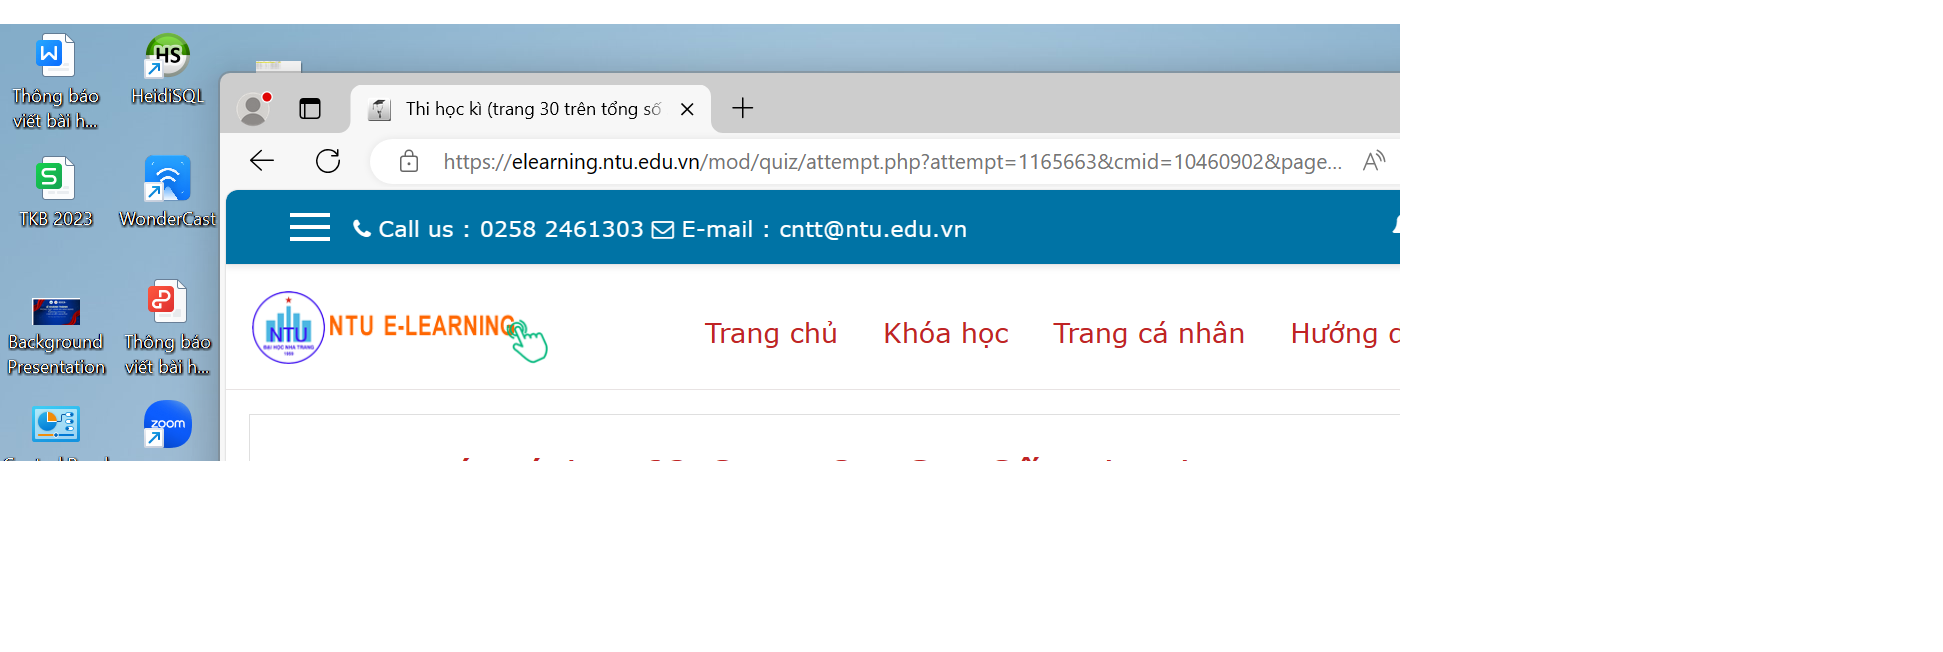 Thông báo
viết bài h...
HeidiSQL
HS
TKB 2023
WonderCast
Background
Presentation
Thông báo
viết bài h...
zoom
Thi học kì (trang 30 trên tổng số
https://elearning.ntu.edu.vn/mod/quiz/attempt.php?attempt=1165663&cmid=10460902&page...
Call us : 0258 2461303 E-mail : cntt@ntu.edu.vn
NTU
ĐẠI HỌC NHA TRANG
1959
NTU E-LEARNING
Trang chủ Khóa học Trang cá nhân Hướng